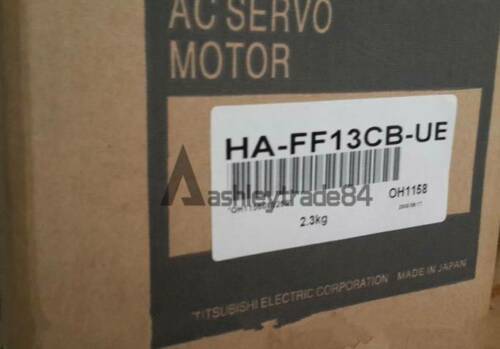 AC SERVO
MOTOR
HA-FF13CB-UE
ashleytrade84
OH1158
2.3kg
MITSUBISHI ELECTRIC CORPORATION MADE IN JAPAN